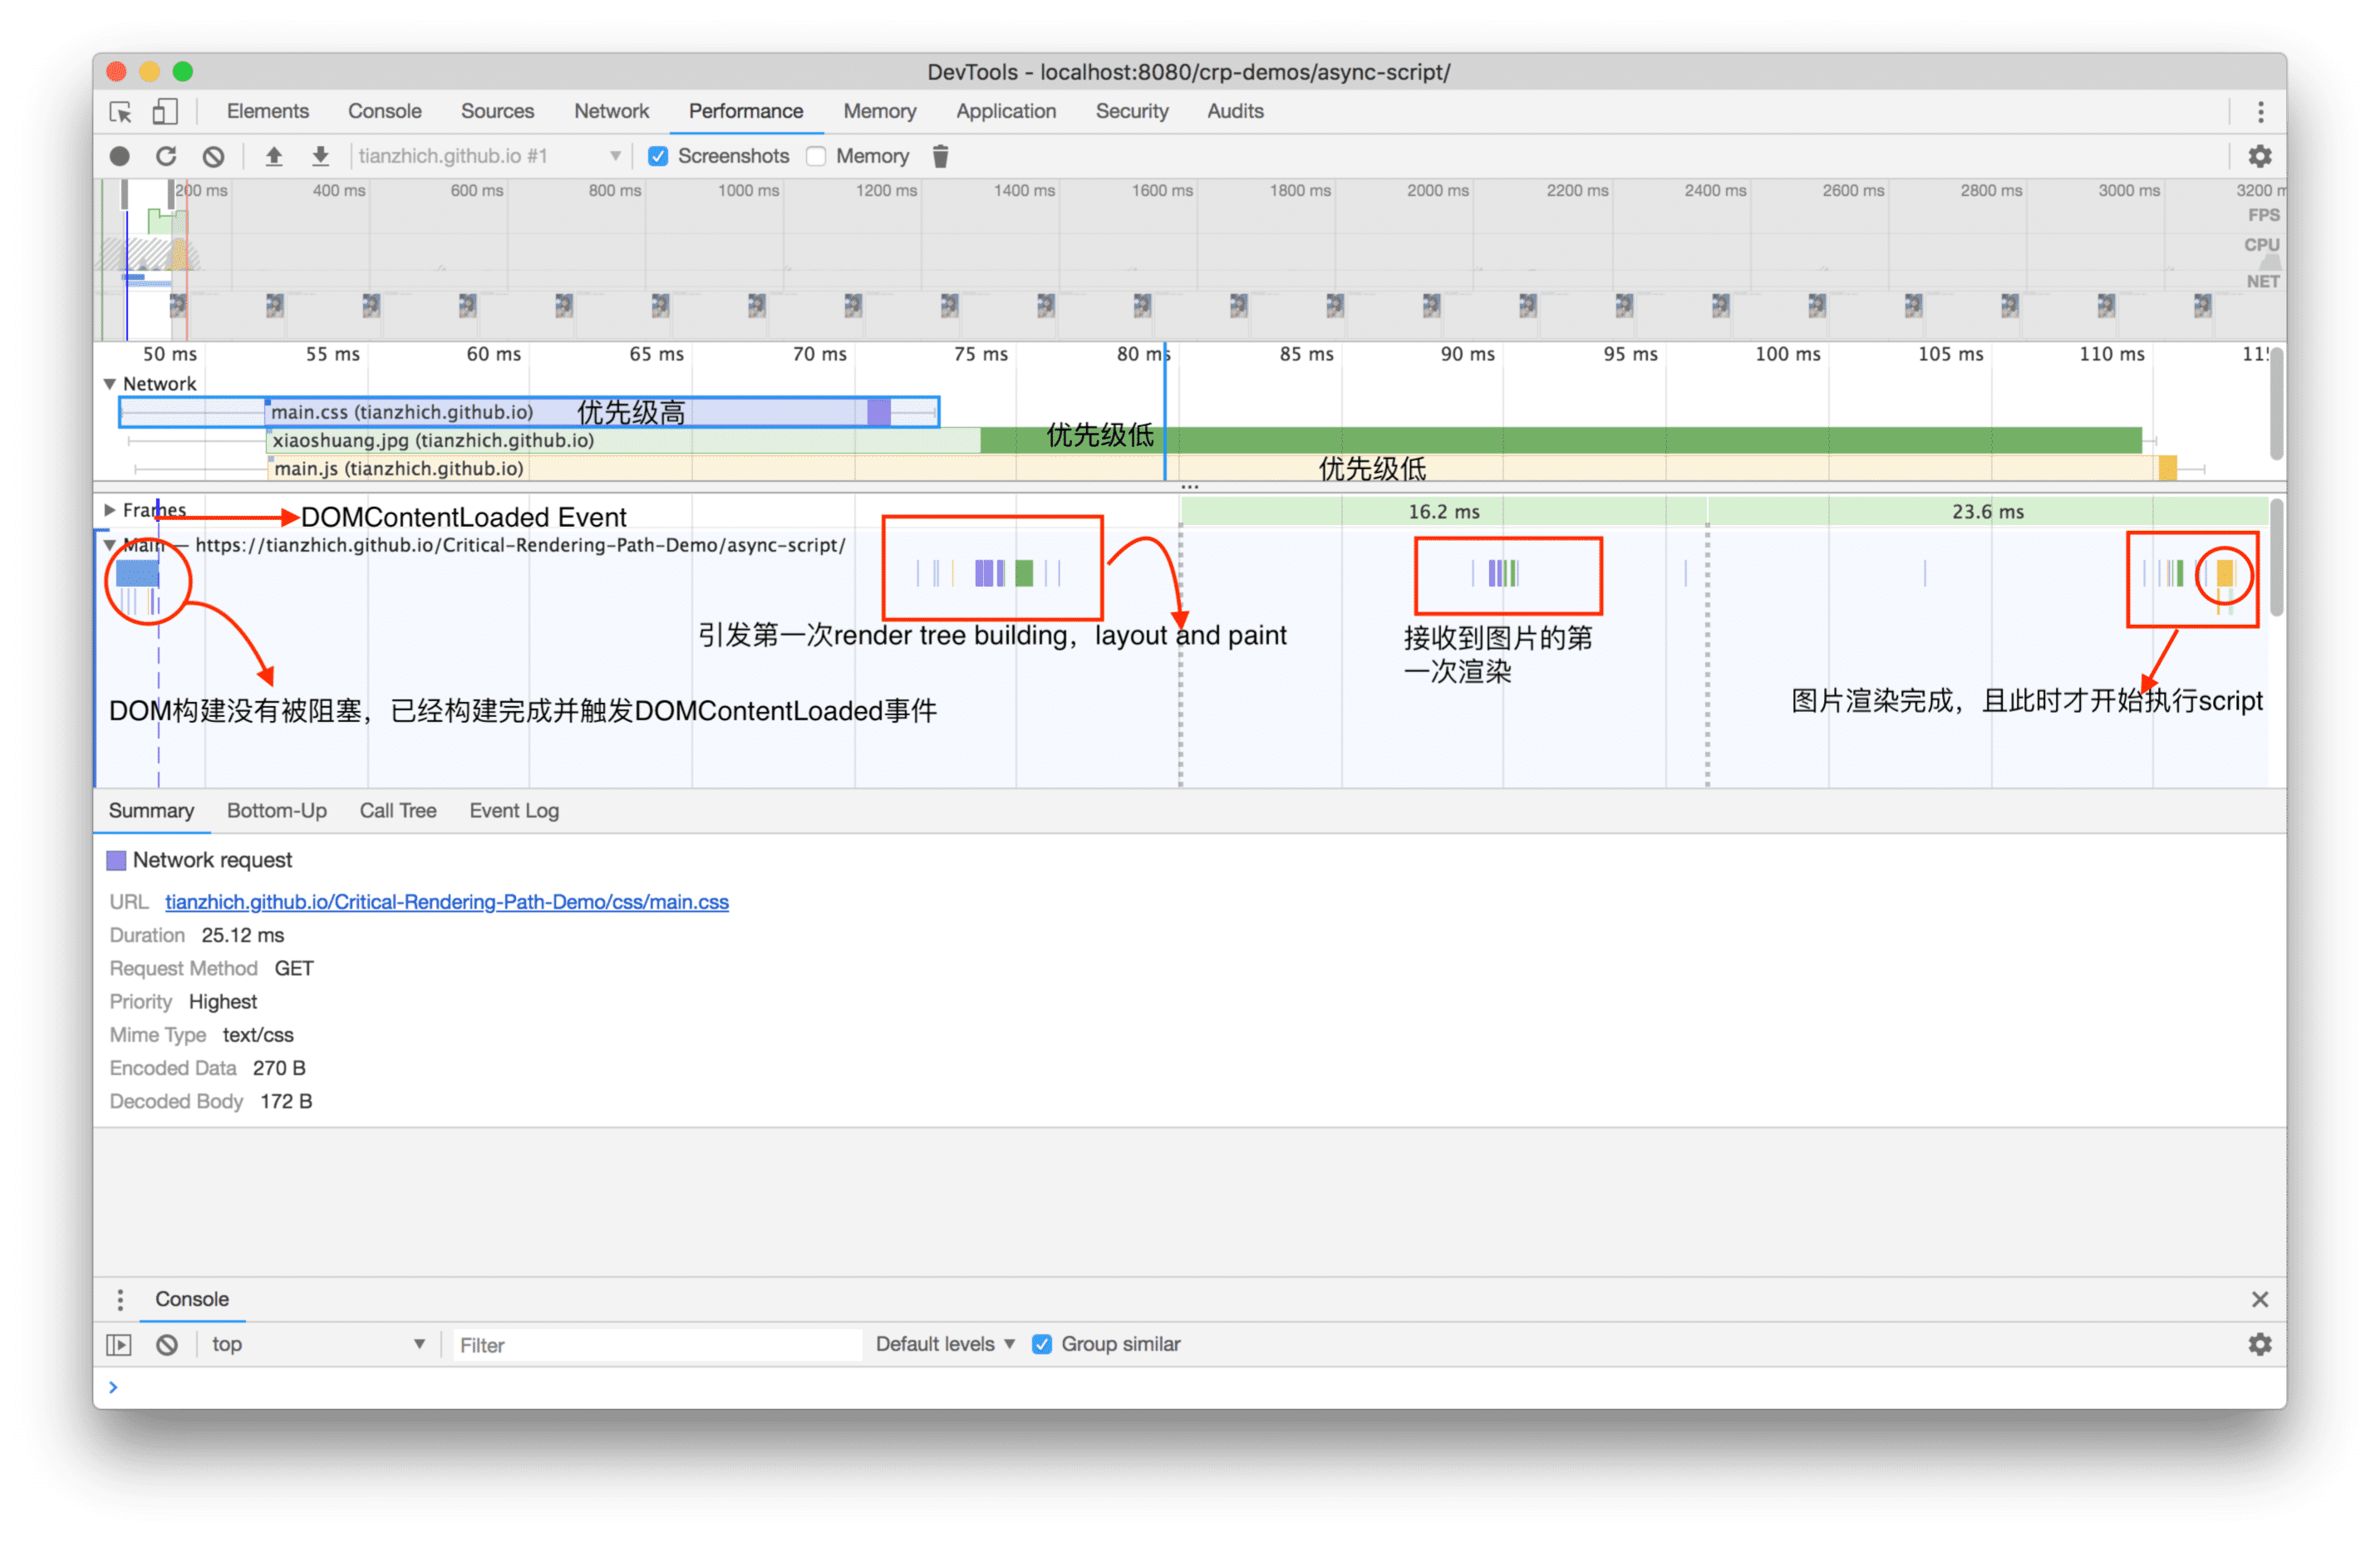 DevTools - localhost:8080/crp-demos/async-script/
Elements Console Sources Network Performance Memory Application Security Audits
tianzhich.github.io #1 Screenshots Memory
200 ms 400 ms 600 ms 800 ms 1000 ms 1200 ms 1400 ms 1600 ms 1800 ms 2000 ms 2200 ms 2400 ms 2600 ms 2800 ms 3000 ms 3200 m
FPS
CPU
NET
50 ms 55 ms 60 ms 65 ms 70 ms 75 ms 80 ms 85 ms 90 ms 95 ms 100 ms 105 ms 110 ms 11
Network
main.css (tianzhich.github.io) 优先级高
xiaoshuang.jpg (tianzhich.github.io) 优先级低
main.js (tianzhich.github.io) 优先级低
...
Frames 16.2 ms 23.6 ms
DOMContentLoaded Event
Main — https://tianzhich.github.io/Critical-Rendering-Path-Demo/async-script/
引发第一次render tree building，layout and paint
接收到图片的第
一次渲染
图片渲染完成，且此时才开始执行script
DOM构建没有被阻塞，已经构建完成并触发DOMContentLoaded事件
Summary Bottom-Up Call Tree Event Log
Network request
URL tianzhich.github.io/Critical-Rendering-Path-Demo/css/main.css
Duration 25.12 ms
Request Method GET
Priority Highest
Mime Type text/css
Encoded Data 270 B
Decoded Body 172 B
Console
top Filter Default levels Group similar